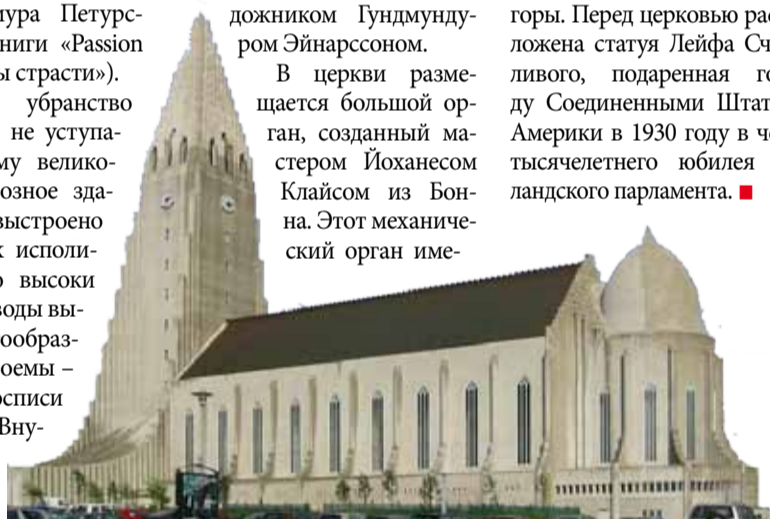 мура Петурс-
ниги «Passion
ы страсти»).
убранство
не уступа-
му велико-
озное зда-
выстроено
исполи-
высоки
воды вы-
ообраз-
оемы –
осписи
Вну-
дожником Гундмунду-
ром Эйнарссоном.
В церкви разме-
щается большой ор-
ган, созданный ма-
стером Йоханесом
Клайсом из Бон-
на. Этот механиче-
ский орган име-
горы. Перед церковью рас
ложена статуя Лейфа Сч
ливого, подаренная го
ду Соединенными Штат
Америки в 1930 году в че
тысячелетнего юбилея
ландского парламента.